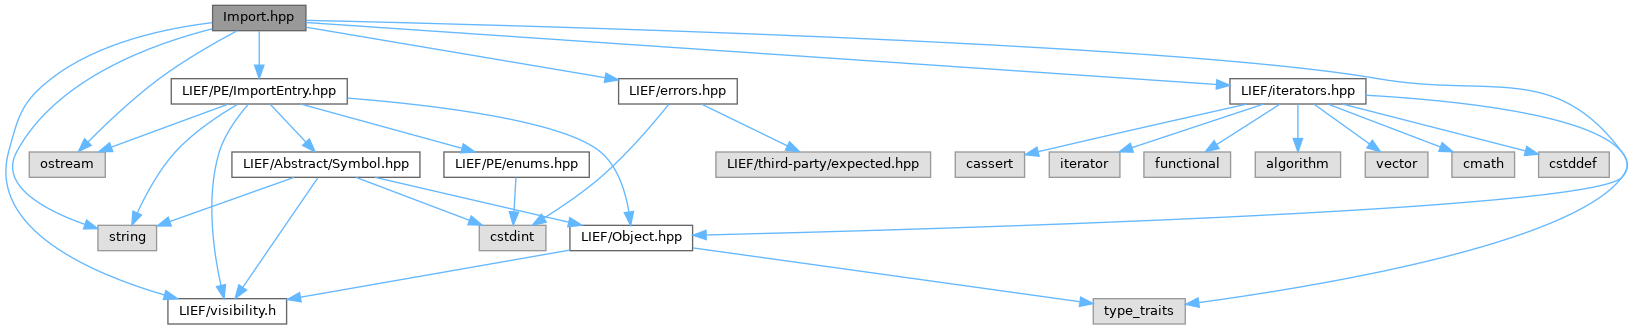 Import.hpp
LIEF/PE/ImportEntry.hpp
LIEF/errors.hpp
LIEF/iterators.hpp
ostream
LIEF/Abstract/Symbol.hpp
LIEF/PE/enums.hpp
LIEF/third-party/expected.hpp
cassert
iterator
functional
algorithm
vector
cmath
cstddef
string
cstdint
LIEF/Object.hpp
LIEF/visibility.h
type_traits